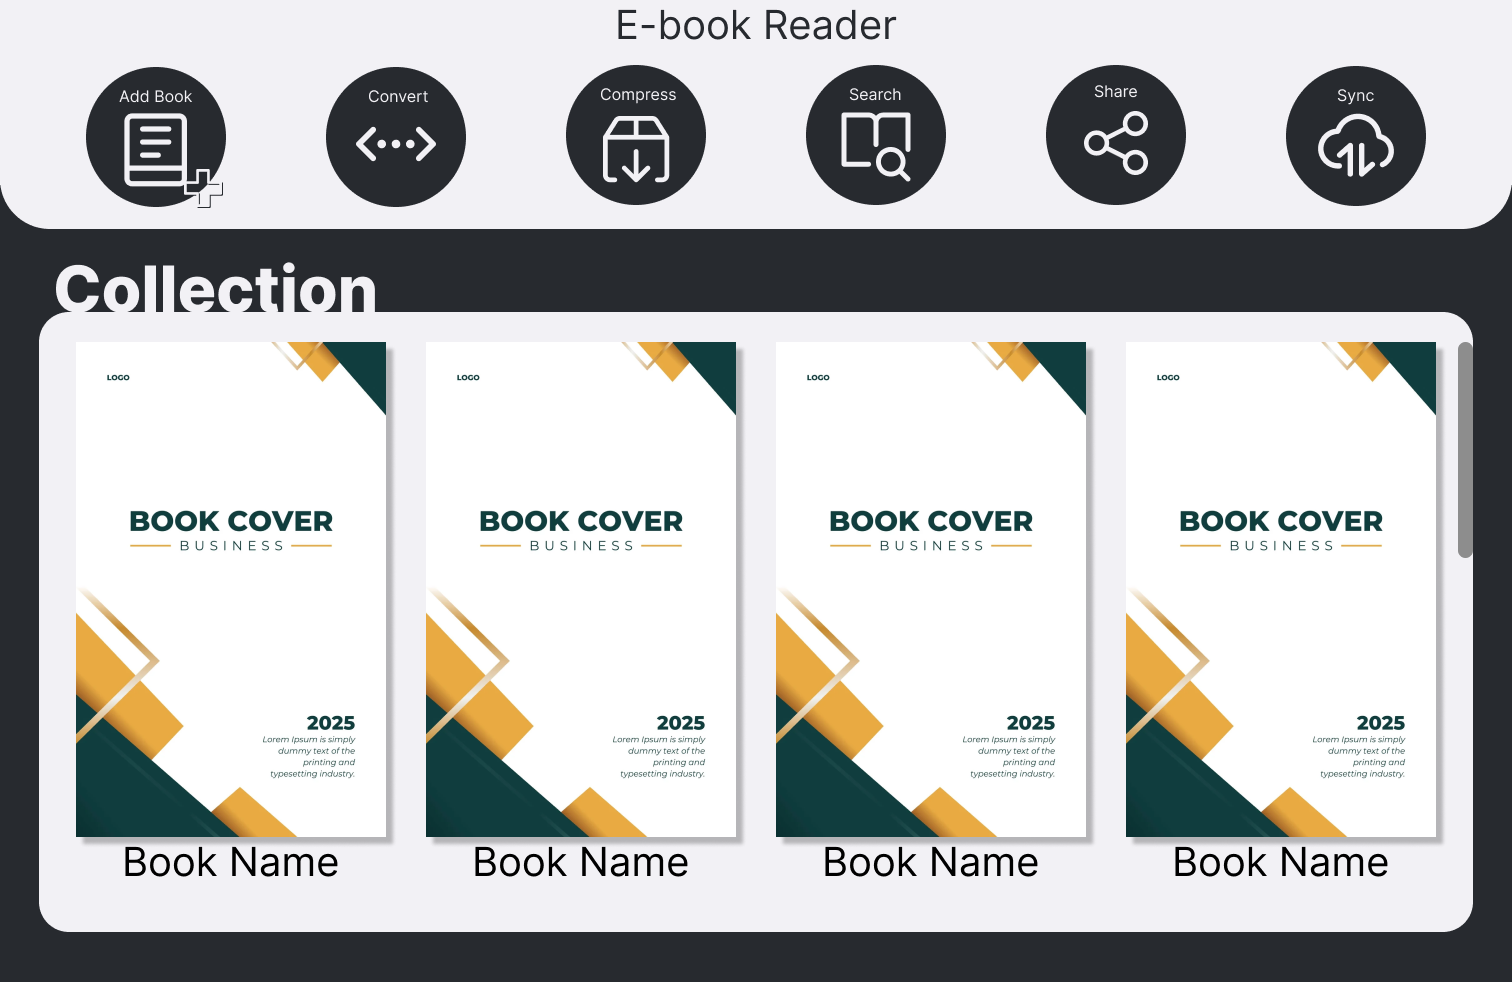 E-book Reader
Add Book
Convert
Compress
Search
Share
Sync
Collection
LOGO
BOOK COVER
BUSINESS
2025
Lorem Ipsum is simply
dummy text of the
printing and
typesetting industry.
Book Name
LOGO
BOOK COVER
BUSINESS
2025
Lorem Ipsum is simply
dummy text of the
printing and
typesetting industry.
Book Name
LOGO
BOOK COVER
BUSINESS
2025
Lorem Ipsum is simply
dummy text of the
printing and
typesetting industry.
Book Name
LOGO
BOOK COVER
BUSINESS
2025
Lorem Ipsum is simply
dummy text of the
printing and
typesetting industry.
Book Name